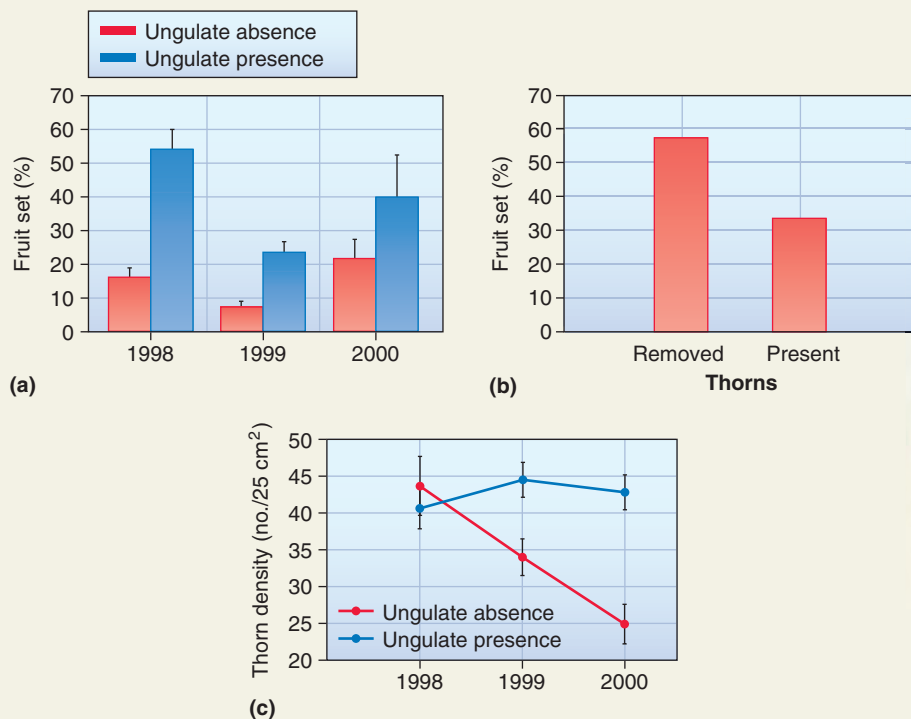 Ungulate absence
Ungulate presence
Fruit set (%)
70
60
50
40
30
20
10
0
1998 1999 2000
(a)
Fruit set (%)
70
60
50
40
30
20
10
0
Removed Present
Thorns
(b)
Thorn density (no./25 cm²)
50
45
40
35
30
25
20
Ungulate absence
Ungulate presence
1998 1999 2000
(c)